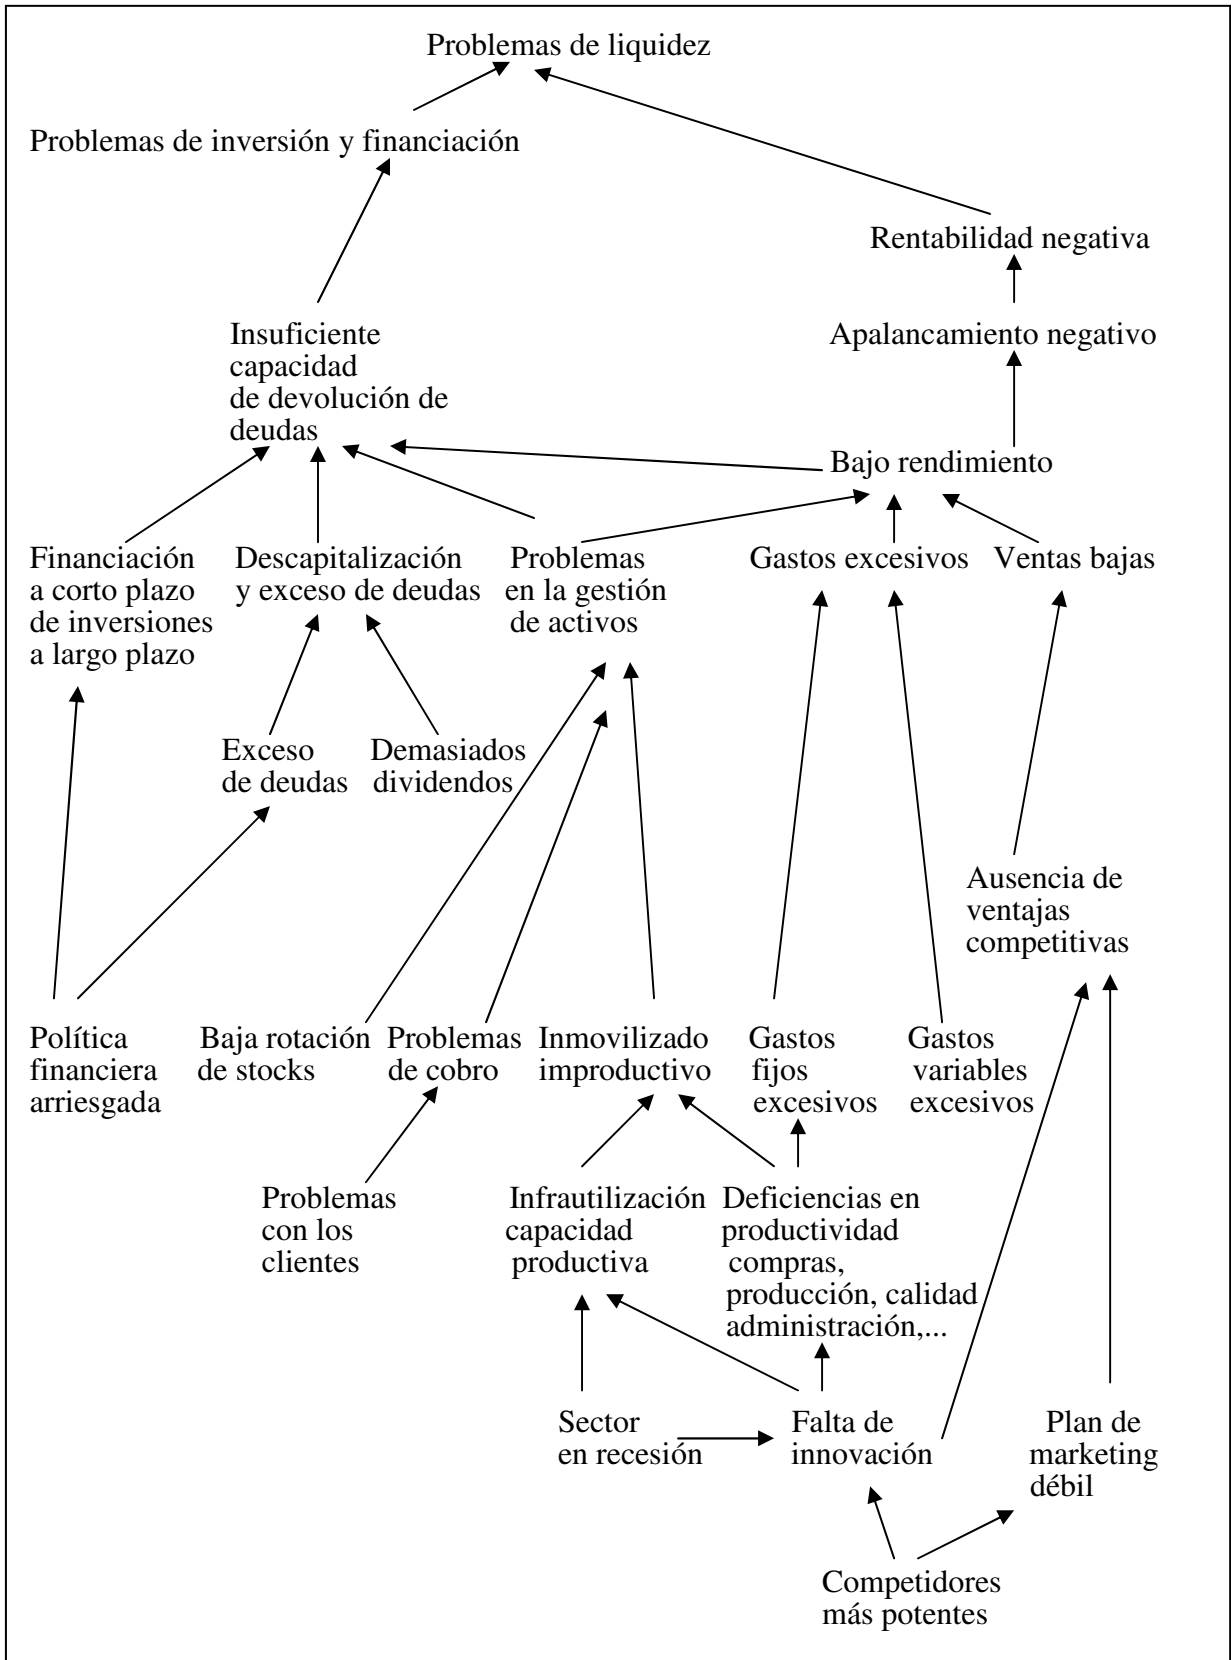 Problemas de liquidez
Problemas de inversión y financiación
Rentabilidad negativa
Insuficiente
capacidad
de devolución de
deudas
Apalancamiento negativo
Bajo rendimiento
Financiación
a corto plazo
de inversiones
a largo plazo
Descapitalización
y exceso de deudas
Problemas
en la gestión
de activos
Gastos excesivos
Ventas bajas
Exceso
de deudas
Demasiados
dividendos
Ausencia de
ventajas
competitivas
Política
financiera
arriesgada
Baja rotación
de stocks
Problemas
de cobro
Inmovilizado
improductivo
Gastos
fijos
excesivos
Gastos
variables
excesivos
Problemas
con los
clientes
Infrautilización
capacidad
productiva
Deficiencias en
productividad
compras,
producción, calidad
administración,...
Sector
en recesión
Falta de
innovación
Plan de
marketing
débil
Competidores
más potentes